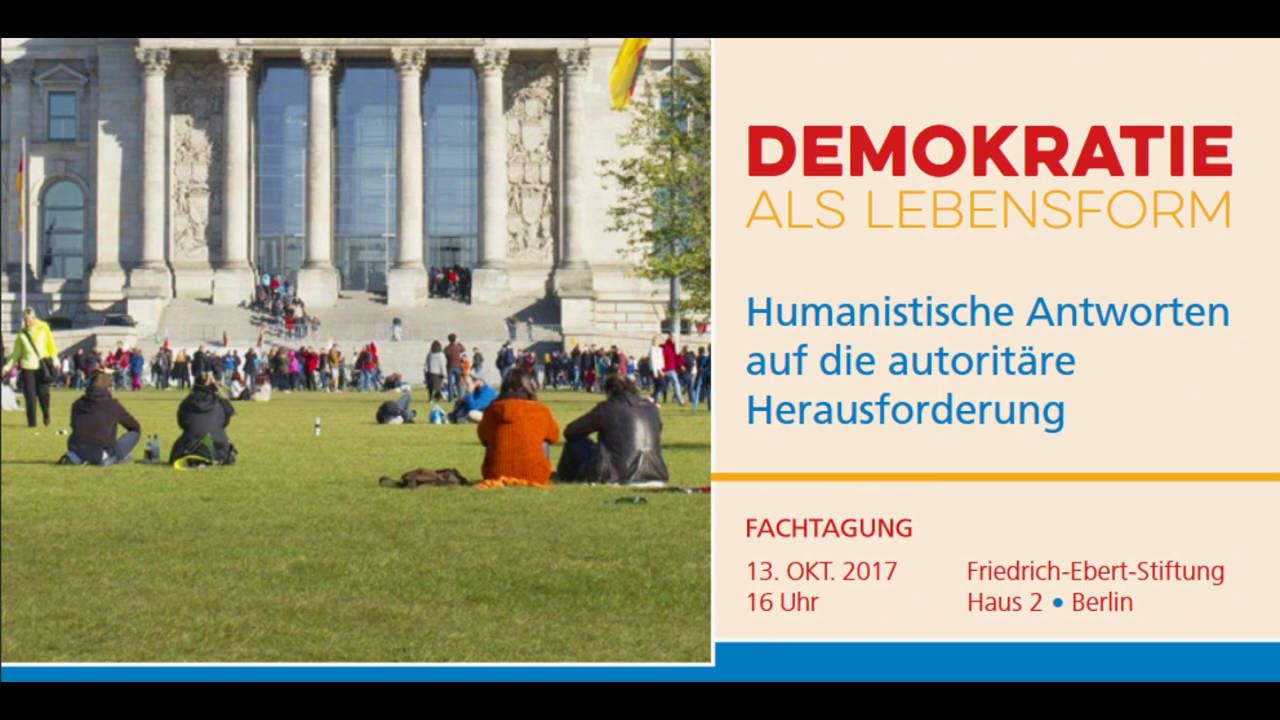 DEMOKRATIE
ALS LEBENSFORM
Humanistische Antworten
auf die autoritäre
Herausforderung
FACHTAGUNG
13. OKT. 2017
16 Uhr
Friedrich-Ebert-Stiftung
Haus 2 • Berlin